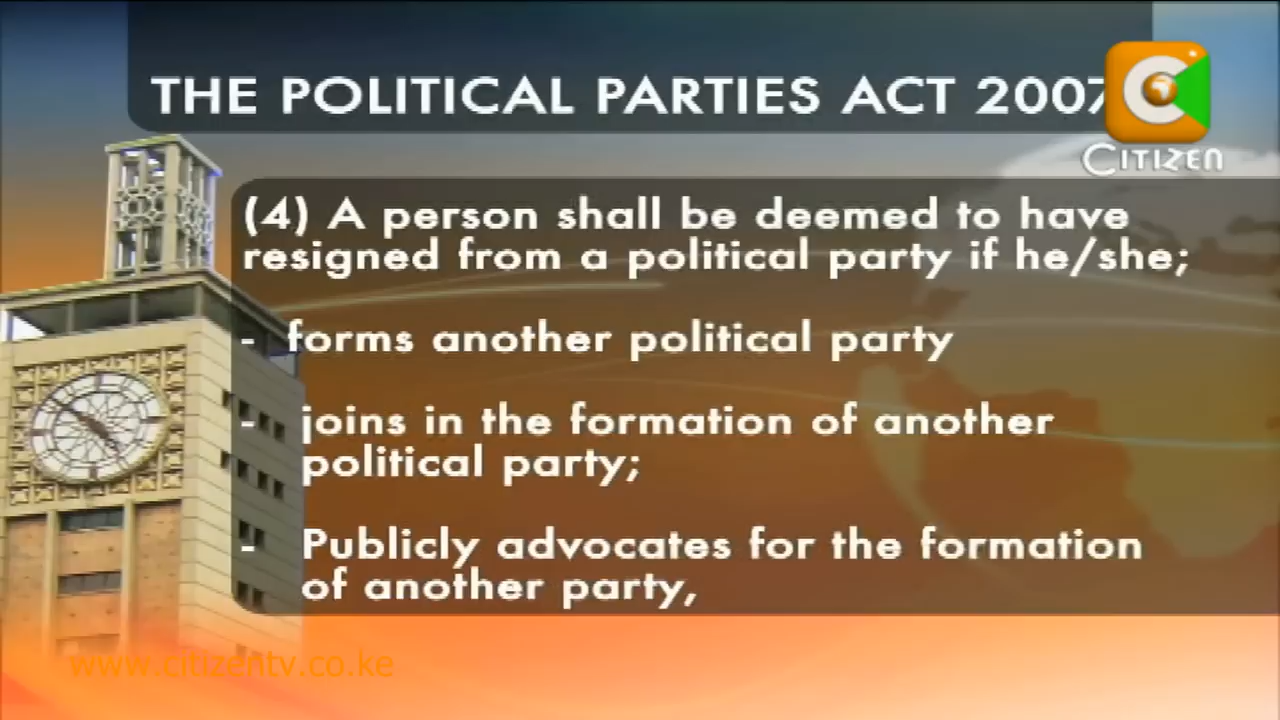 THE POLITICAL PARTIES ACT 2007
CITIZEN
(4) A person shall be deemed to have
resigned from a political party if he/she;
- forms another political party
- joins in the formation of another
political party;
- Publicly advocates for the formation
of another party,
www.citizentv.co.ke